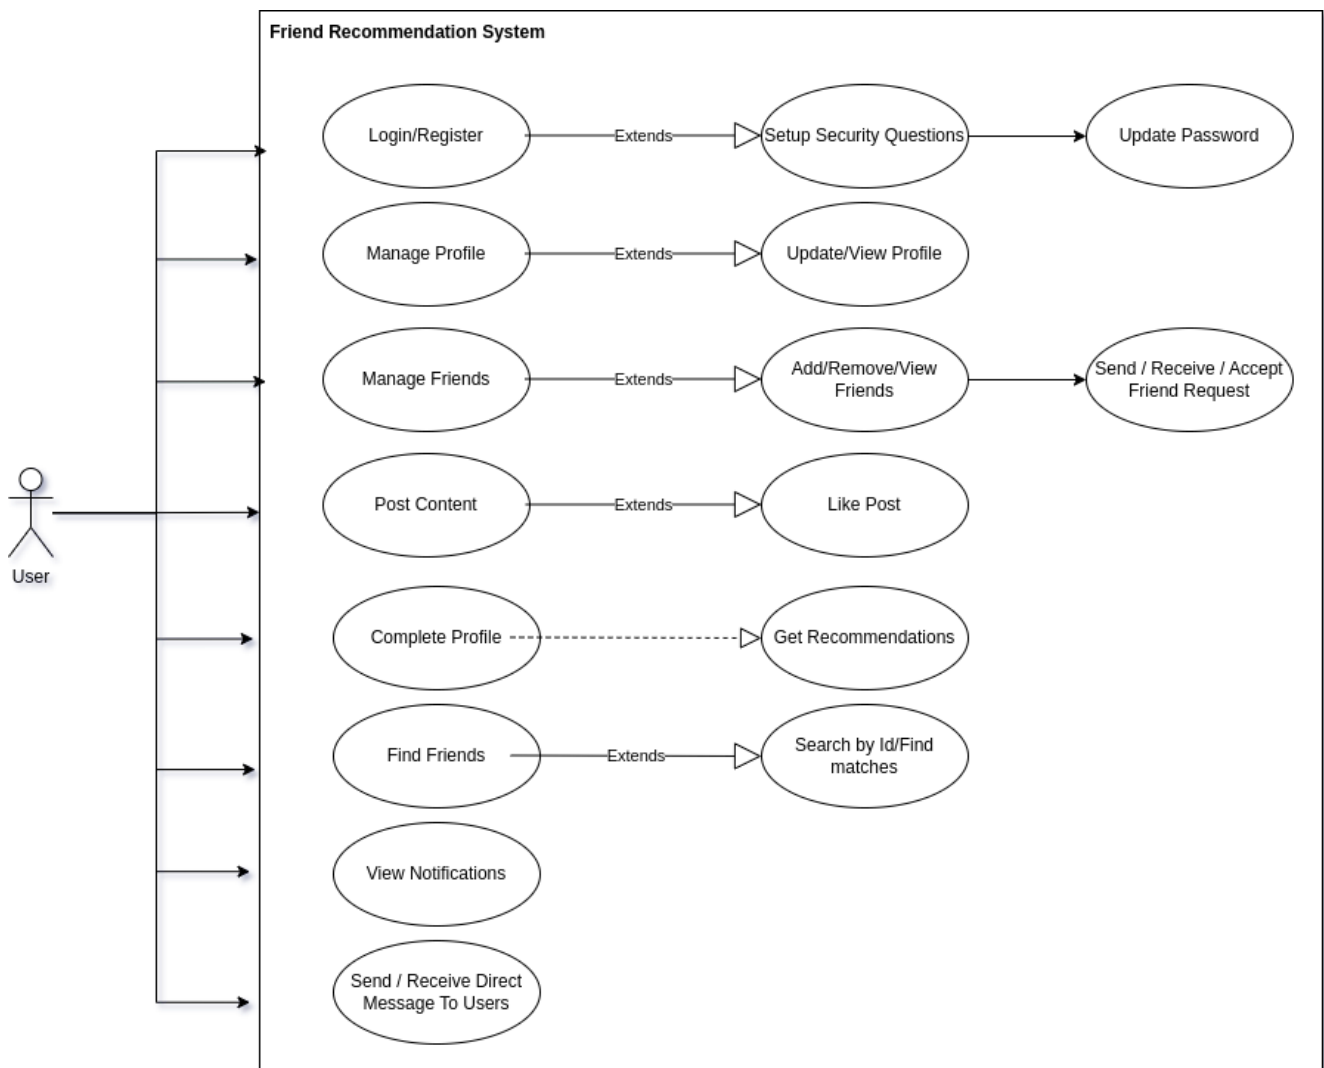 Friend Recommendation System
Login/Register
Extends
Setup Security Questions
Update Password
Manage Profile
Extends
Update/View Profile
Manage Friends
Extends
Add/Remove/View
Friends
Send / Receive / Accept
Friend Request
Post Content
Extends
Like Post
User
Complete Profile
Get Recommendations
Find Friends
Extends
Search by Id/Find
matches
View Notifications
Send / Receive Direct
Message To Users